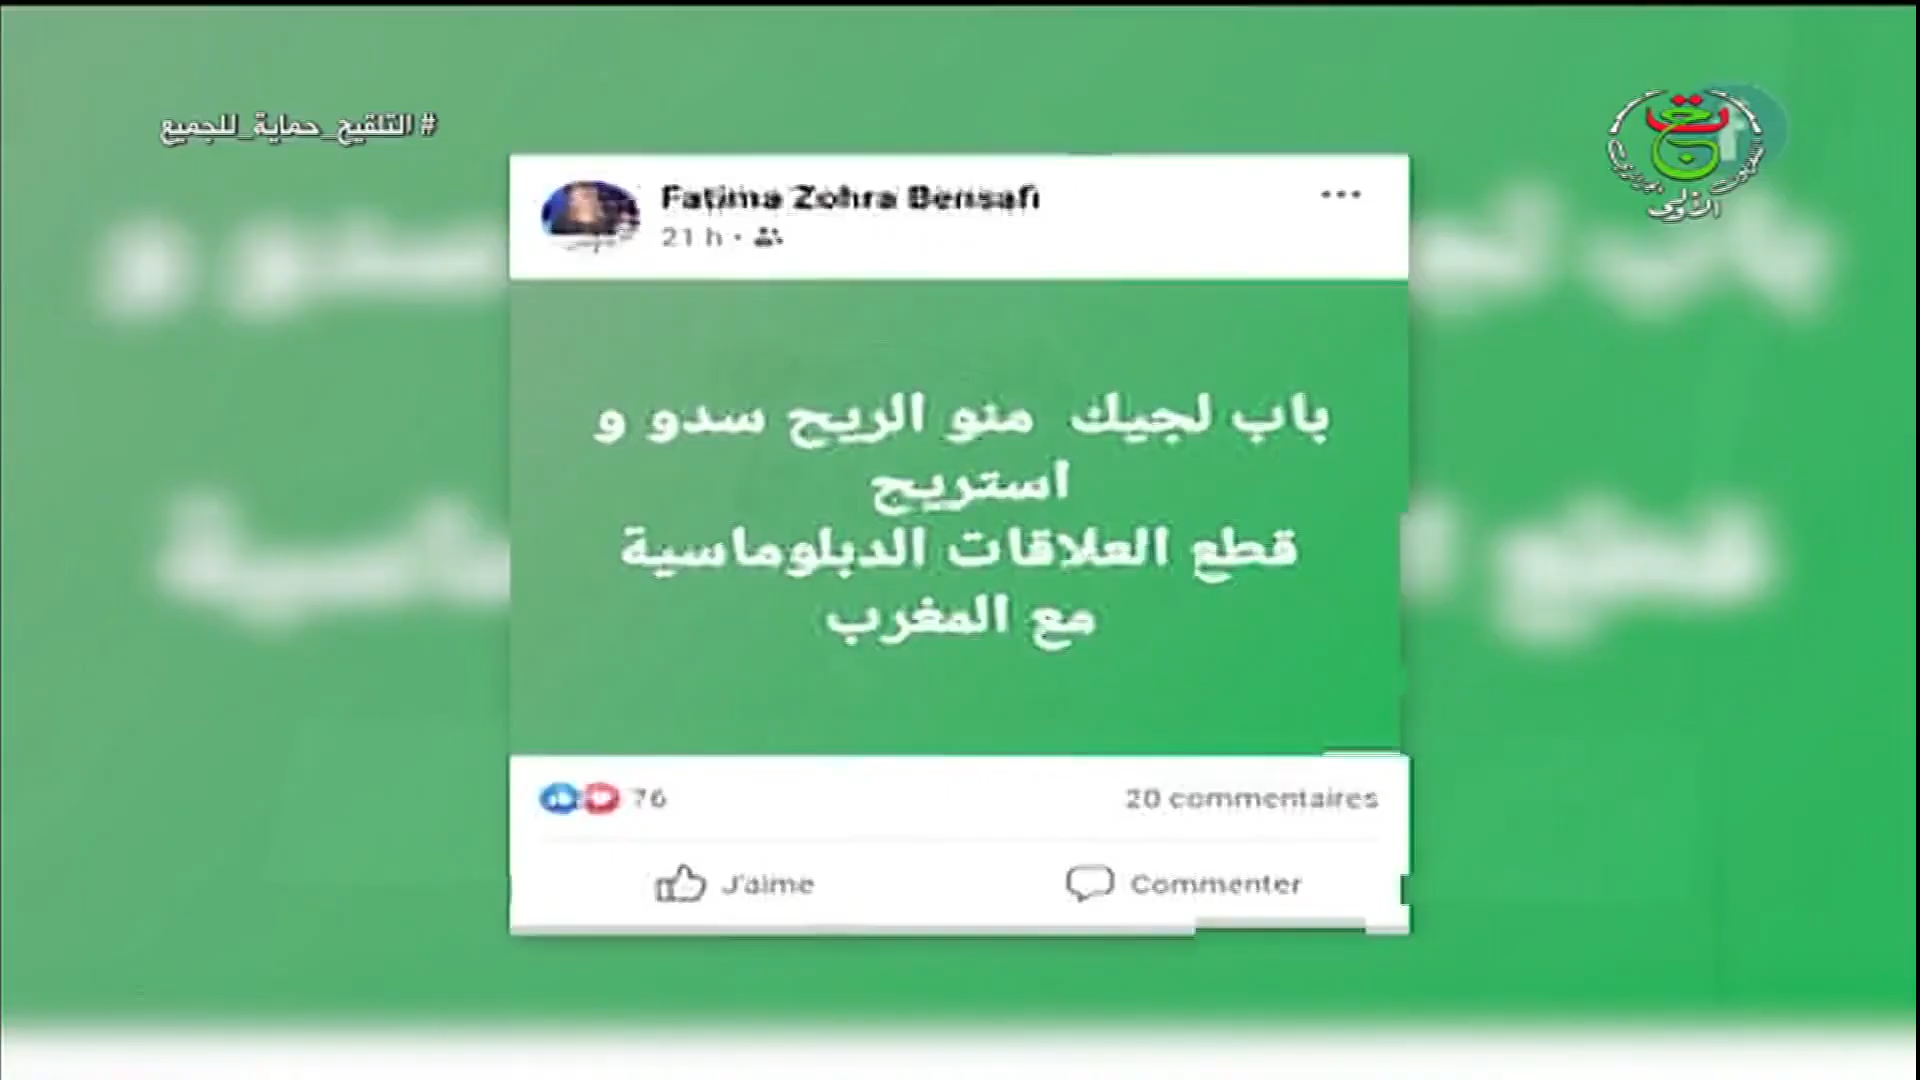 # التلقيح_حماية_للجميع
الأولى
Fatima Zohra Bensafi
21 h
باب لجيك منو الريح سدو و
استريح
قطع العلاقات الدبلوماسية
مع المغرب
76
20 commentaires
J'aime
Commenter